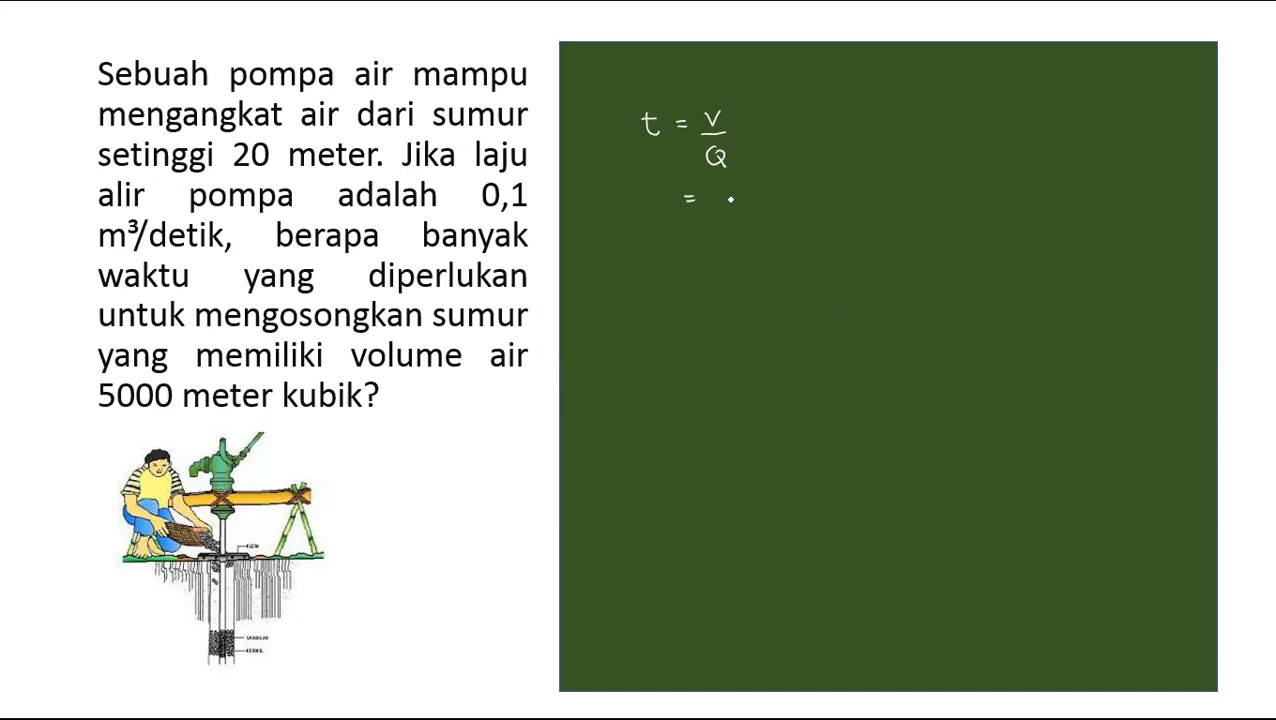 Sebuah pompa air mampu
mengangkat air dari sumur
setinggi 20 meter. Jika laju
alir pompa adalah 0,1
m³/detik, berapa banyak
waktu yang diperlukan
untuk mengosongkan sumur
yang memiliki volume air
5000 meter kubik?
t = V
Q
=